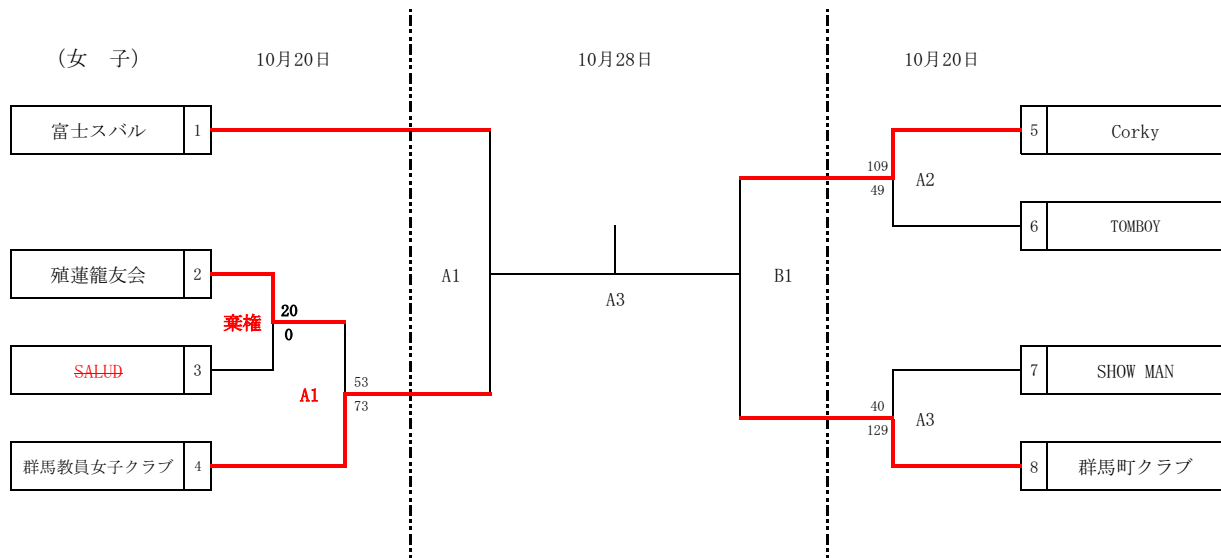 （女　子）
10月20日
10月28日
10月20日
富士スバル 1
5 Corky
109
49
A2
6 TOMBOY
殖蓮籠友会 2
A1
A3
B1
棄権
20
0
SALUD 3
7 SHOW MAN
A1
53
73
40
129
A3
群馬教員女子クラブ 4
8 群馬町クラブ